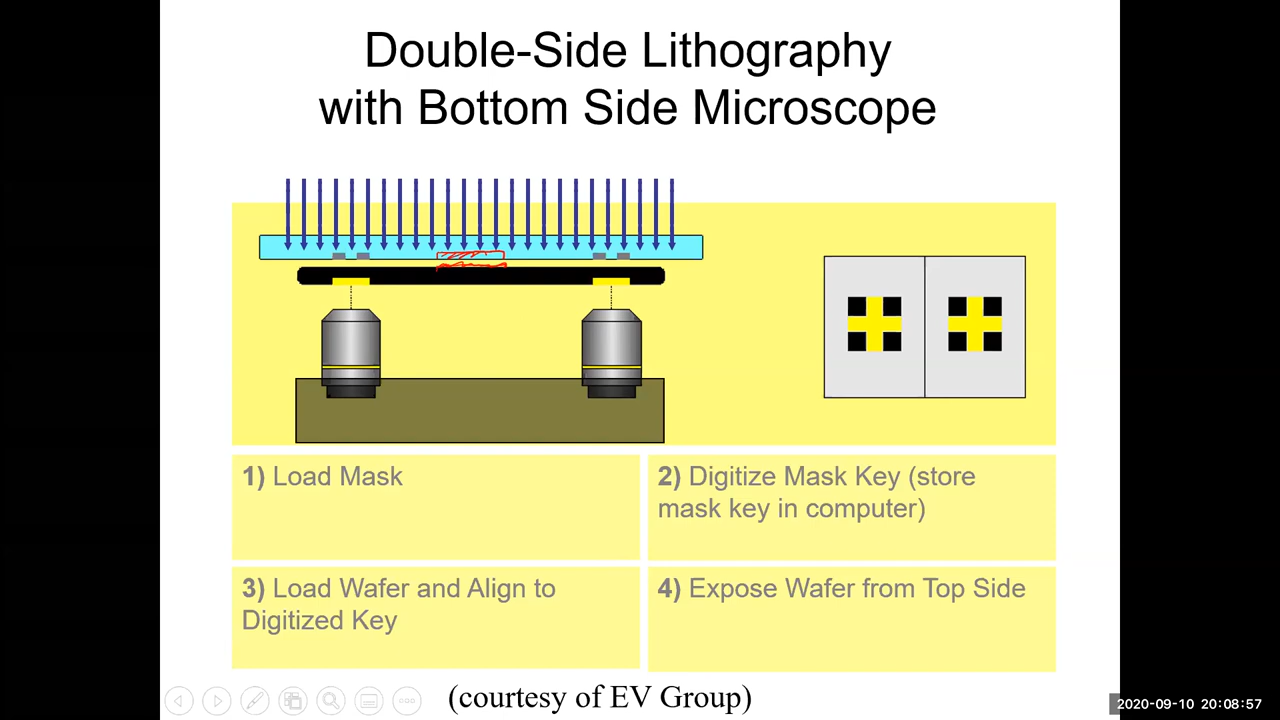 Double-Side Lithography
with Bottom Side Microscope
1) Load Mask
2) Digitize Mask Key (store
mask key in computer)
3) Load Wafer and Align to
Digitized Key
4) Expose Wafer from Top Side
(courtesy of EV Group)
2020-09-10 20:08:57